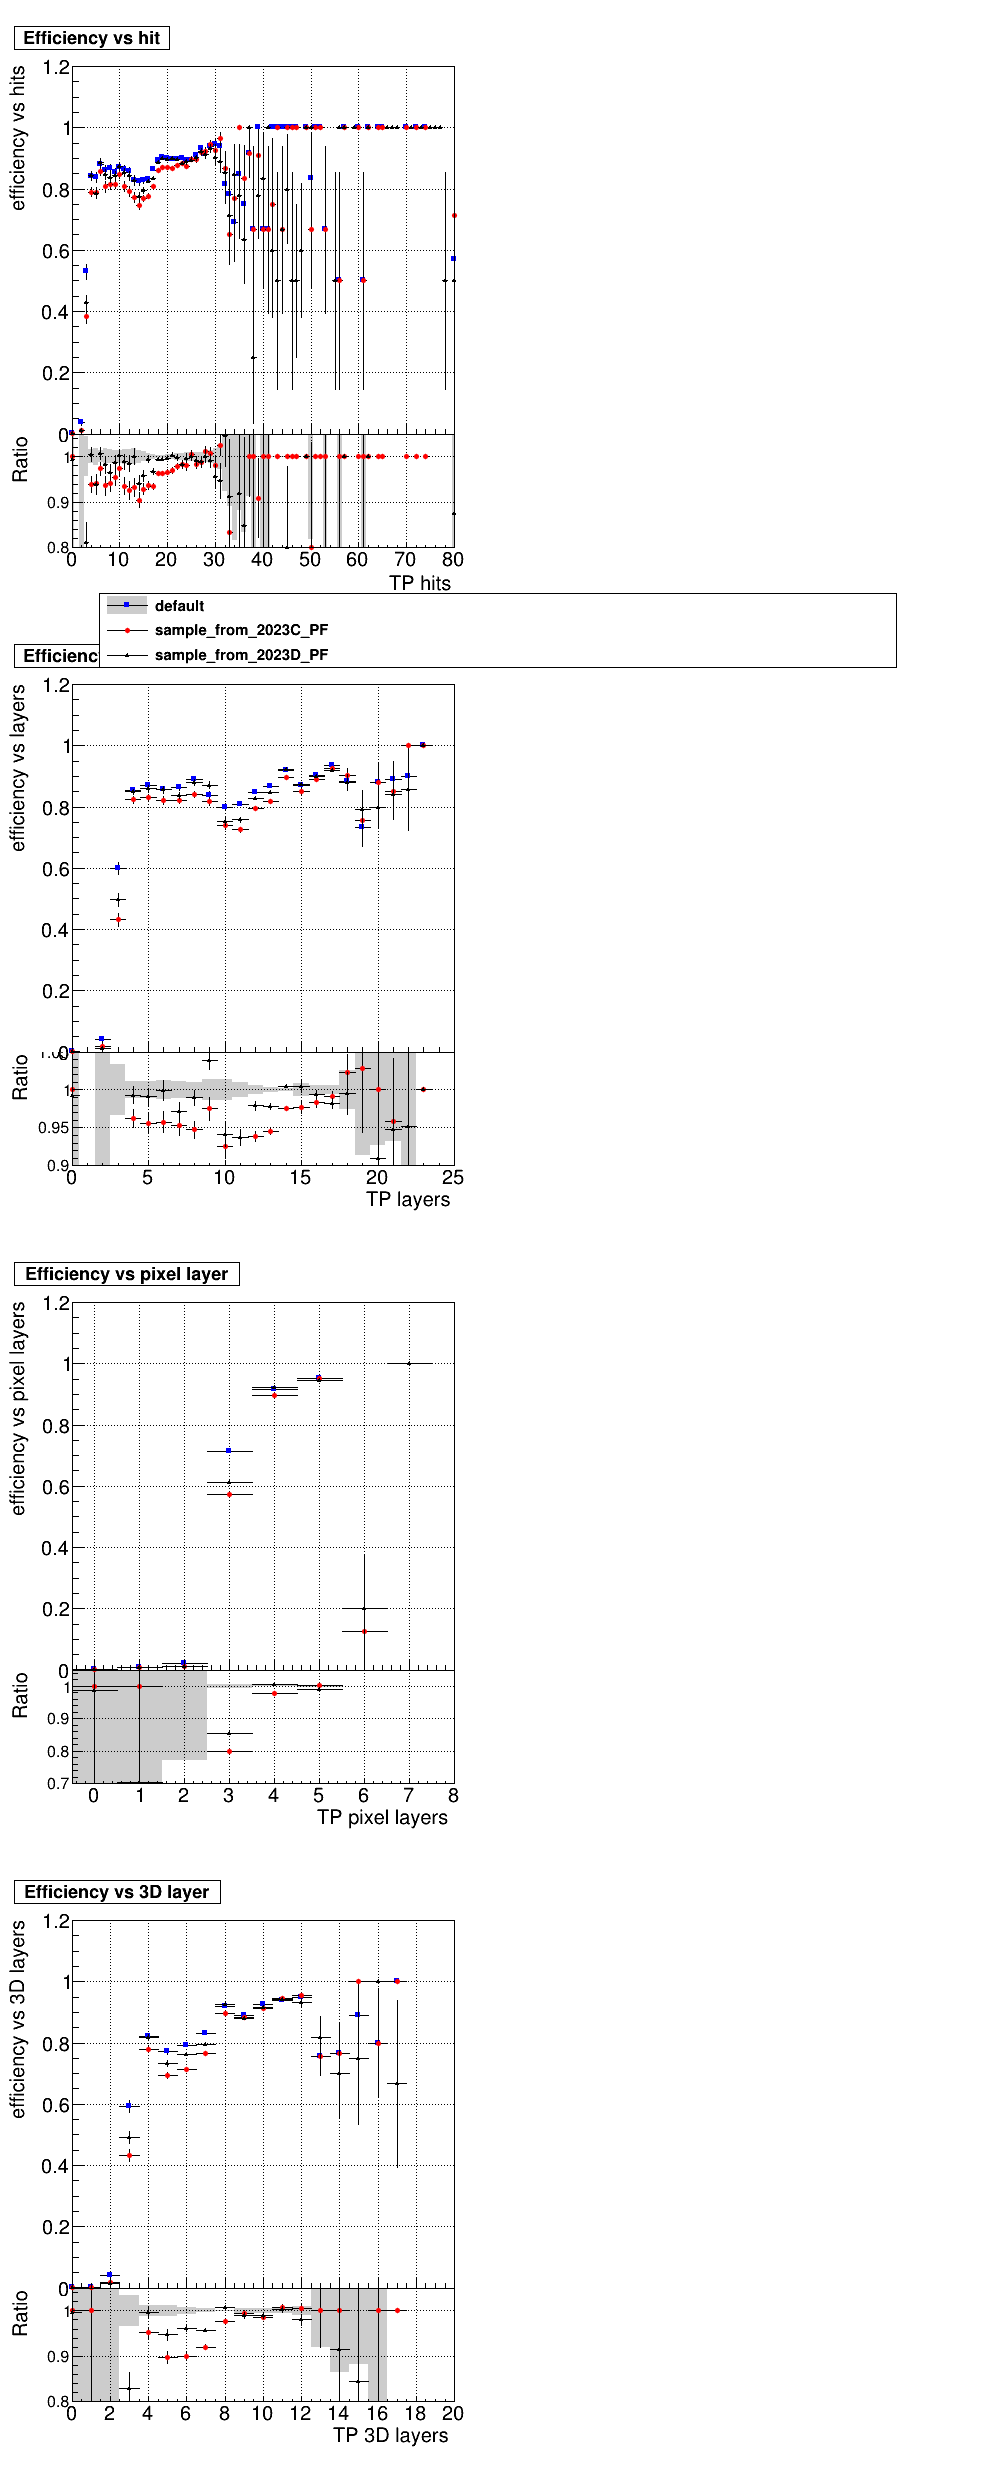 Efficiency vs hit
efficiency vs hits
1.2
1
0.8
0.6
0.4
0.2
0
Ratio
1
0.9
0.8
0 10 20 30 40 50 60 70 80
TP hits
default
sample_from_2023C_PF
sample_from_2023D_PF
efficiency vs layers
1.2
1
0.8
0.6
0.4
0.2
0
Ratio
1
0.95
0.9
0 5 10 15 20 25
TP layers
Efficiency vs pixel layer
efficiency vs pixel layers
1.2
1
0.8
0.6
0.4
0.2
0
Ratio
1
0.9
0.8
0.7
0 1 2 3 4 5 6 7 8
TP pixel layers
Efficiency vs 3D layer
efficiency vs 3D layers
1.2
1
0.8
0.6
0.4
0.2
0
Ratio
1
0.9
0.8
0 2 4 6 8 10 12 14 16 18 20
TP 3D layers